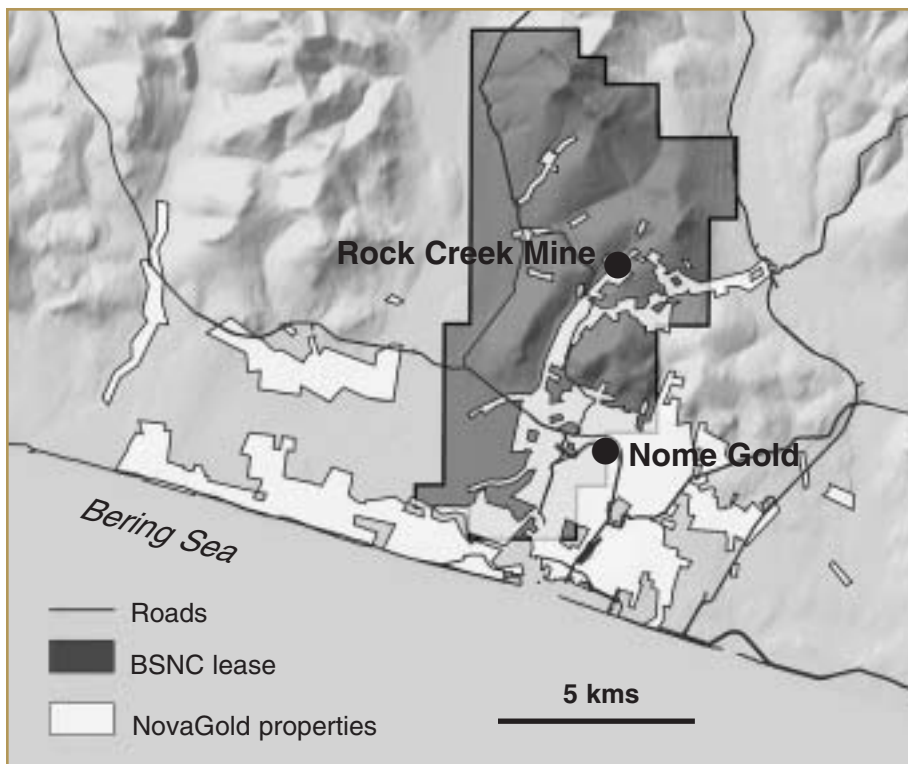 Rock Creek Mine
Nome Gold
Bering Sea
Roads
BSNC lease
NovaGold properties
5 kms